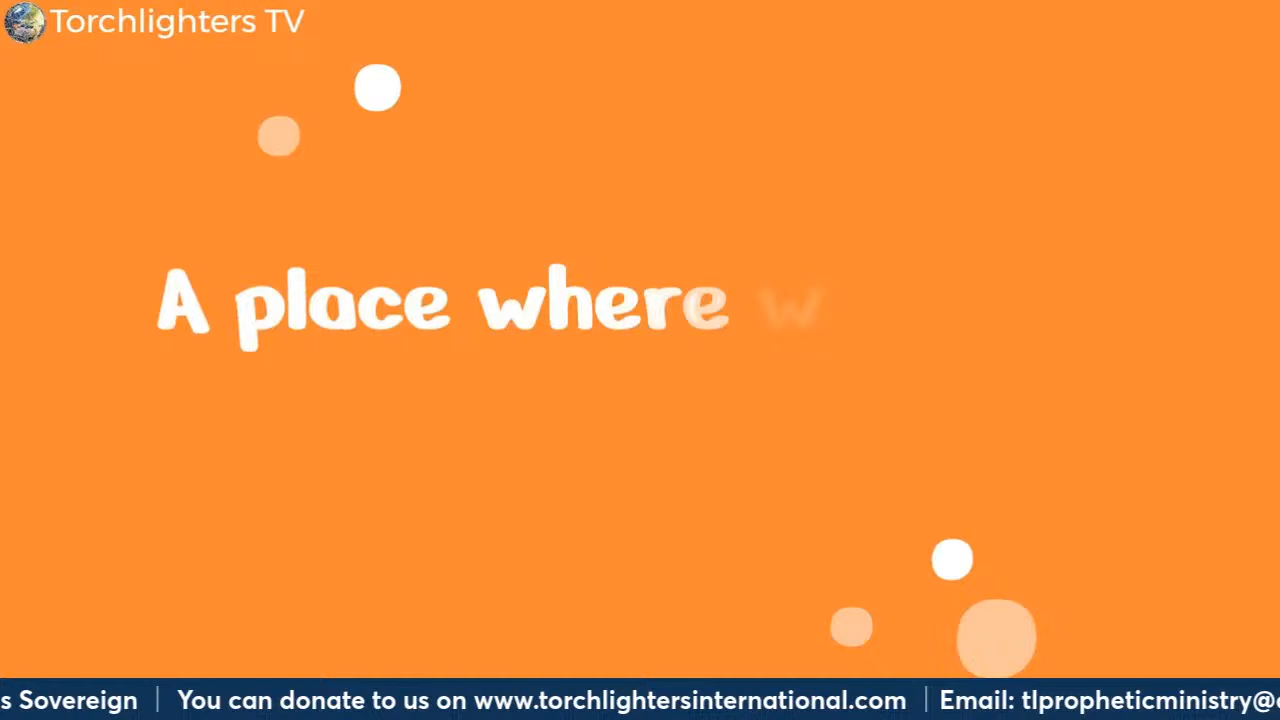 Torchlighters TV
A place where w
s Sovereign | You can donate to us on www.torchlightersinternational.com | Email: tlpropheticministry@